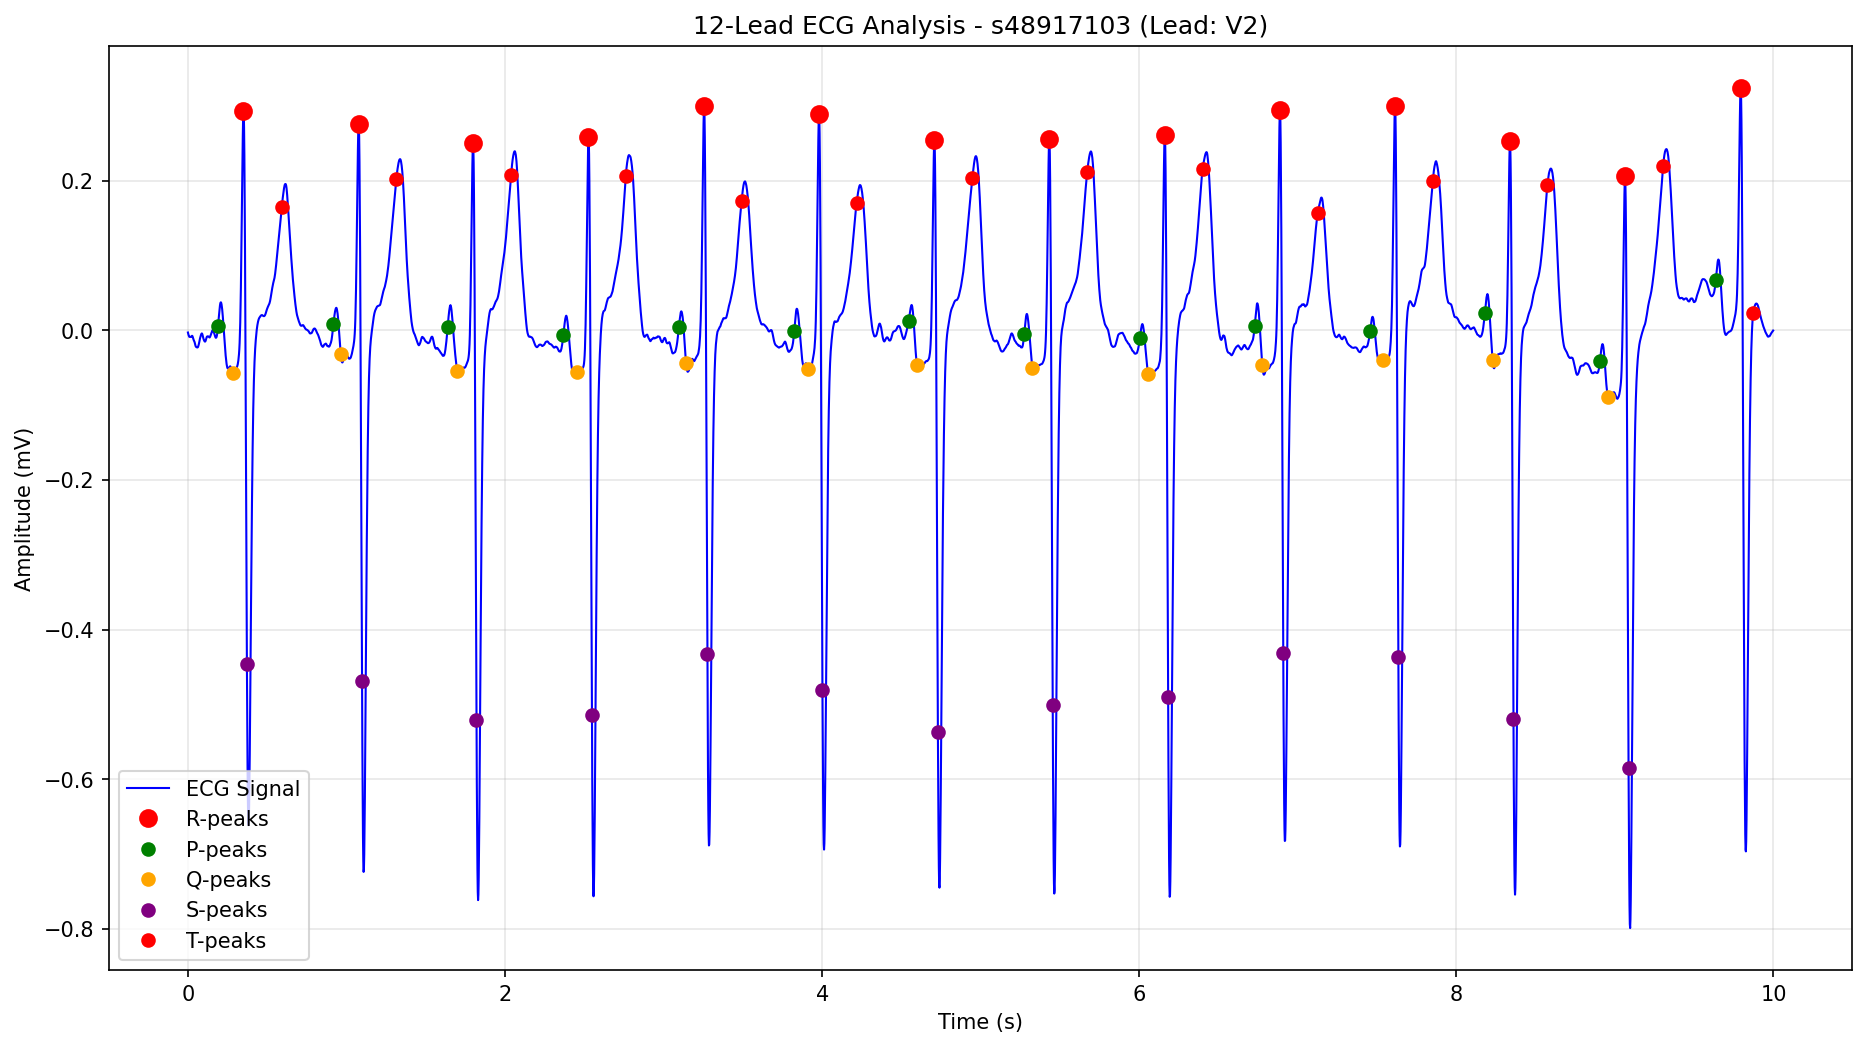 12-Lead ECG Analysis - s48917103 (Lead: V2)
Amplitude (mV)
0.2
0.0
−0.2
−0.4
−0.6
−0.8
ECG Signal
R-peaks
P-peaks
Q-peaks
S-peaks
T-peaks
0 2 4 6 8 10
Time (s)